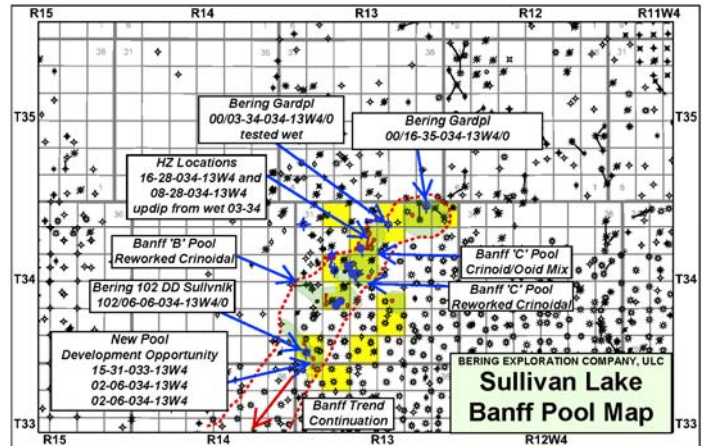 R15
R14
R13
R12
R11W4
T35
T35
Bering Gardpl
00/03-34-034-13W4/0
tested wet
Bering Gardpl
00/16-35-034-13W4/0
HZ Locations
16-28-034-13W4 and
08-28-034-13W4
updip from wet 03-34
Banff 'B' Pool
Reworked Crinoidal
Banff 'C' Pool
Crinoid/Ooid Mix
T34
T34
Bering 102 DD Sullvnlk
102/06-06-034-13W4/0
Banff 'C' Pool
Reworked Crinoidal
New Pool
Development Opportunity
15-31-033-13W4
02-06-034-13W4
02-06-034-13W4
BERING EXPLORATION COMPANY, ULC
Sullivan Lake
Banff Pool Map
Banff Trend
Continuation
T33
T33
R15
R14
R13
R12W4